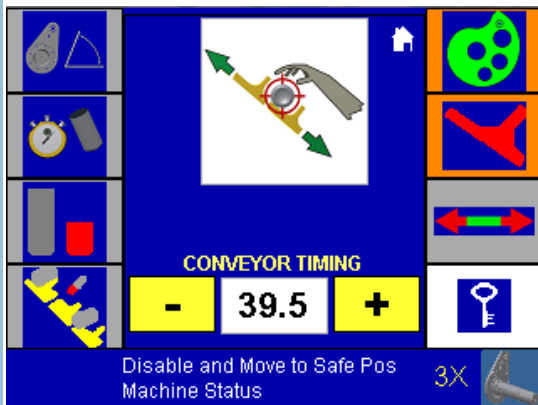 CONVEYOR TIMING
- 39.5 +
Disable and Move to Safe Pos
3X
Machine Status